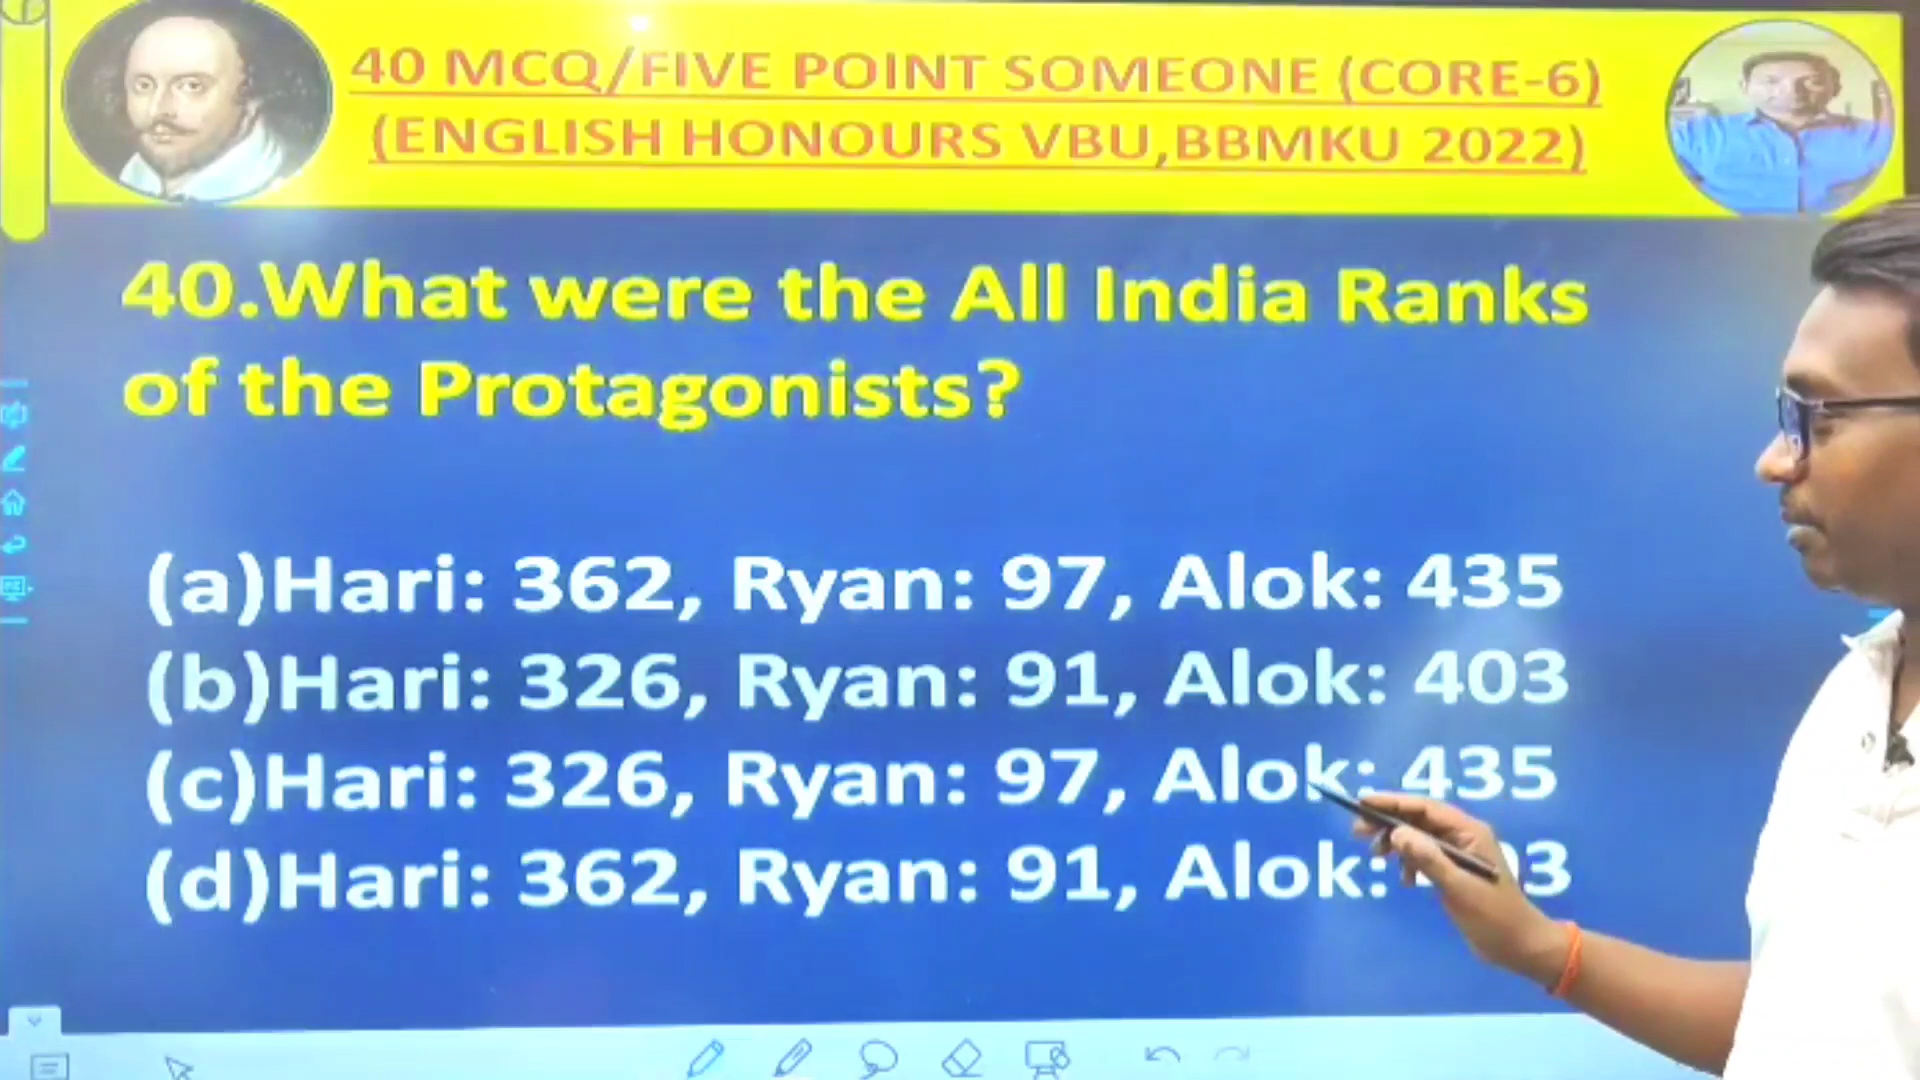 40 MCQ/FIVE POINT SOMEONE (CORE-6)
(ENGLISH HONOURS VBU,BBMKU 2022)
40.What were the All India Ranks
of the Protagonists?
(a)Hari: 362, Ryan: 97, Alok: 435
(b)Hari: 326, Ryan: 91, Alok: 403
(c)Hari: 326, Ryan: 97, Alok: 435
(d)Hari: 362, Ryan: 91, Alok: